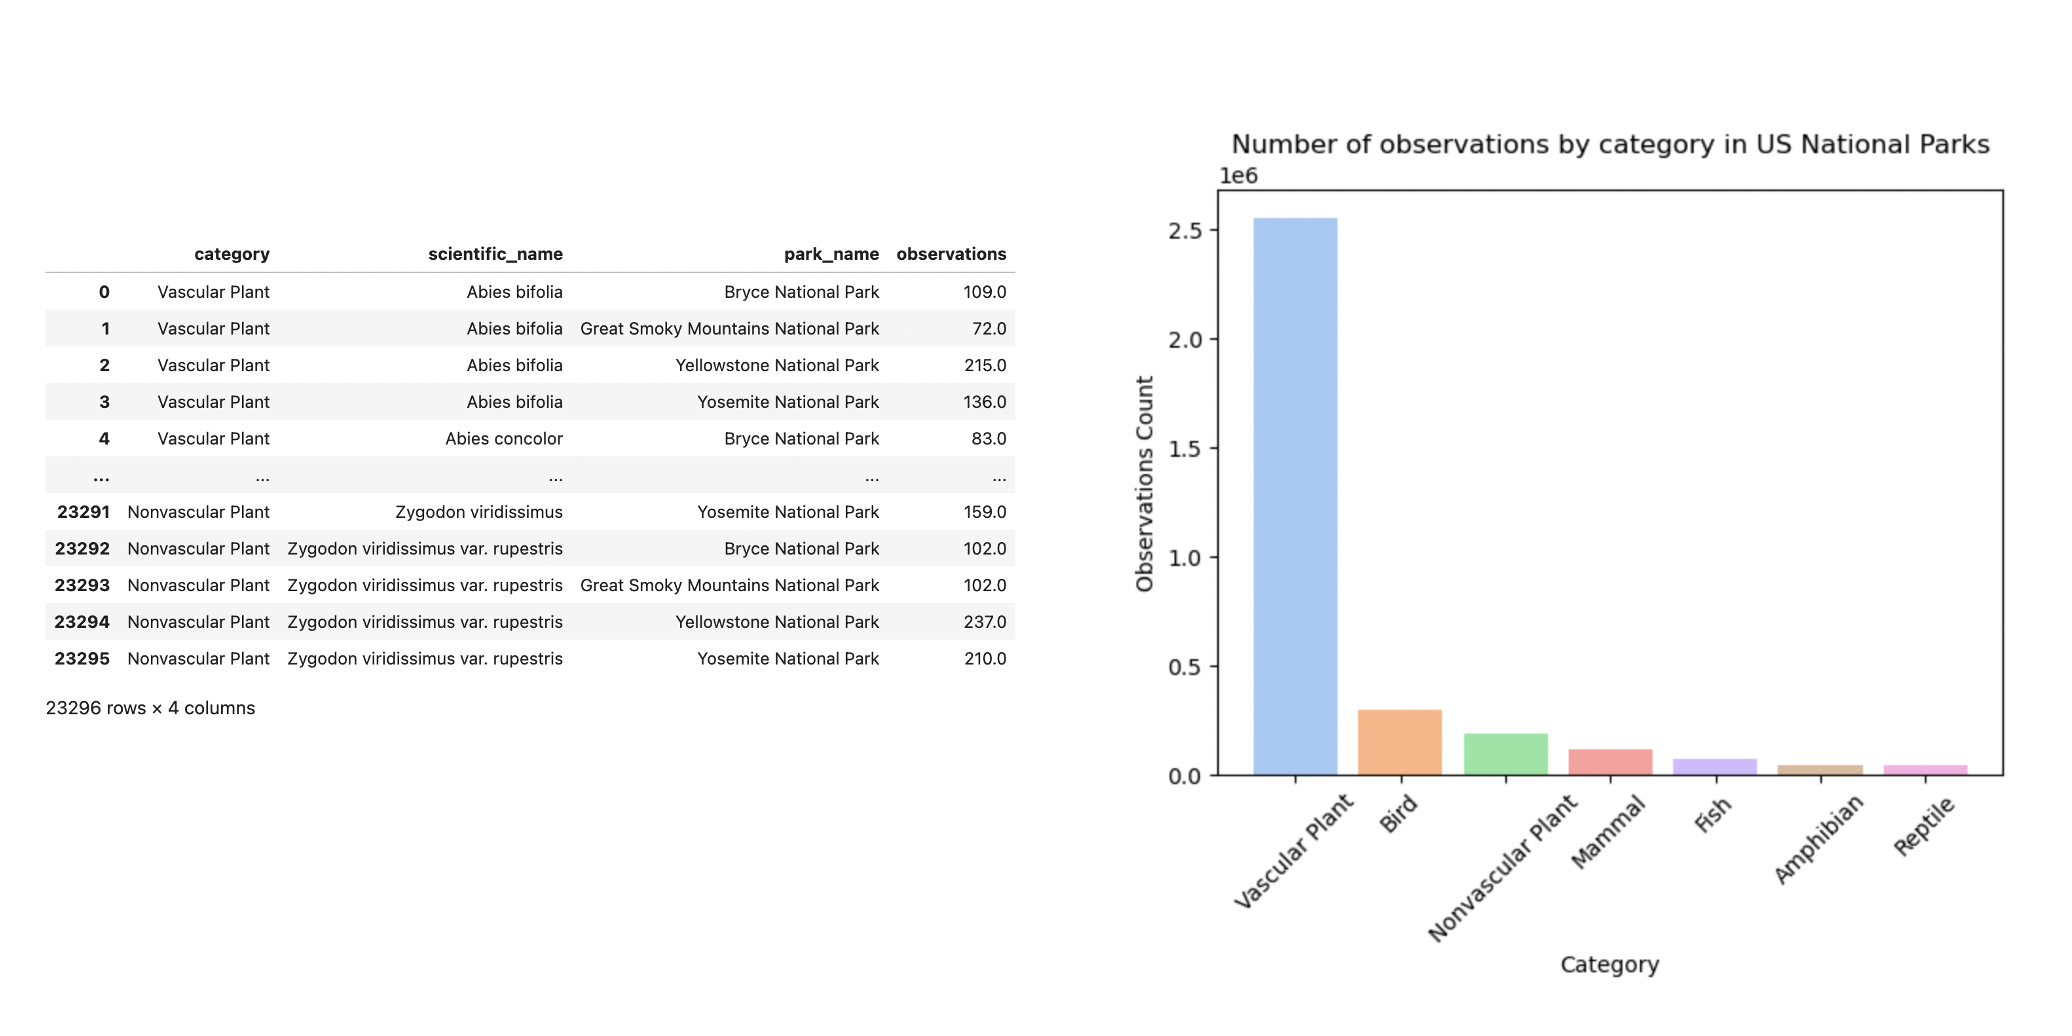 category scientific_name park_name observations
0 Vascular Plant Abies bifolia Bryce National Park 109.0
1 Vascular Plant Abies bifolia Great Smoky Mountains National Park 72.0
2 Vascular Plant Abies bifolia Yellowstone National Park 215.0
3 Vascular Plant Abies bifolia Yosemite National Park 136.0
4 Vascular Plant Abies concolor Bryce National Park 83.0
... ... ... ... ...
23291 Nonvascular Plant Zygodon viridissimus Yosemite National Park 159.0
23292 Nonvascular Plant Zygodon viridissimus var. rupestris Bryce National Park 102.0
23293 Nonvascular Plant Zygodon viridissimus var. rupestris Great Smoky Mountains National Park 102.0
23294 Nonvascular Plant Zygodon viridissimus var. rupestris Yellowstone National Park 237.0
23295 Nonvascular Plant Zygodon viridissimus var. rupestris Yosemite National Park 210.0
23296 rows × 4 columns
Number of observations by category in US National Parks
1e6
2.5
2.0
1.5
1.0
0.5
0.0
Observations Count
Vascular Plant
Bird
Nonvascular Plant
Mammal
Fish
Amphibian
Reptile
Category